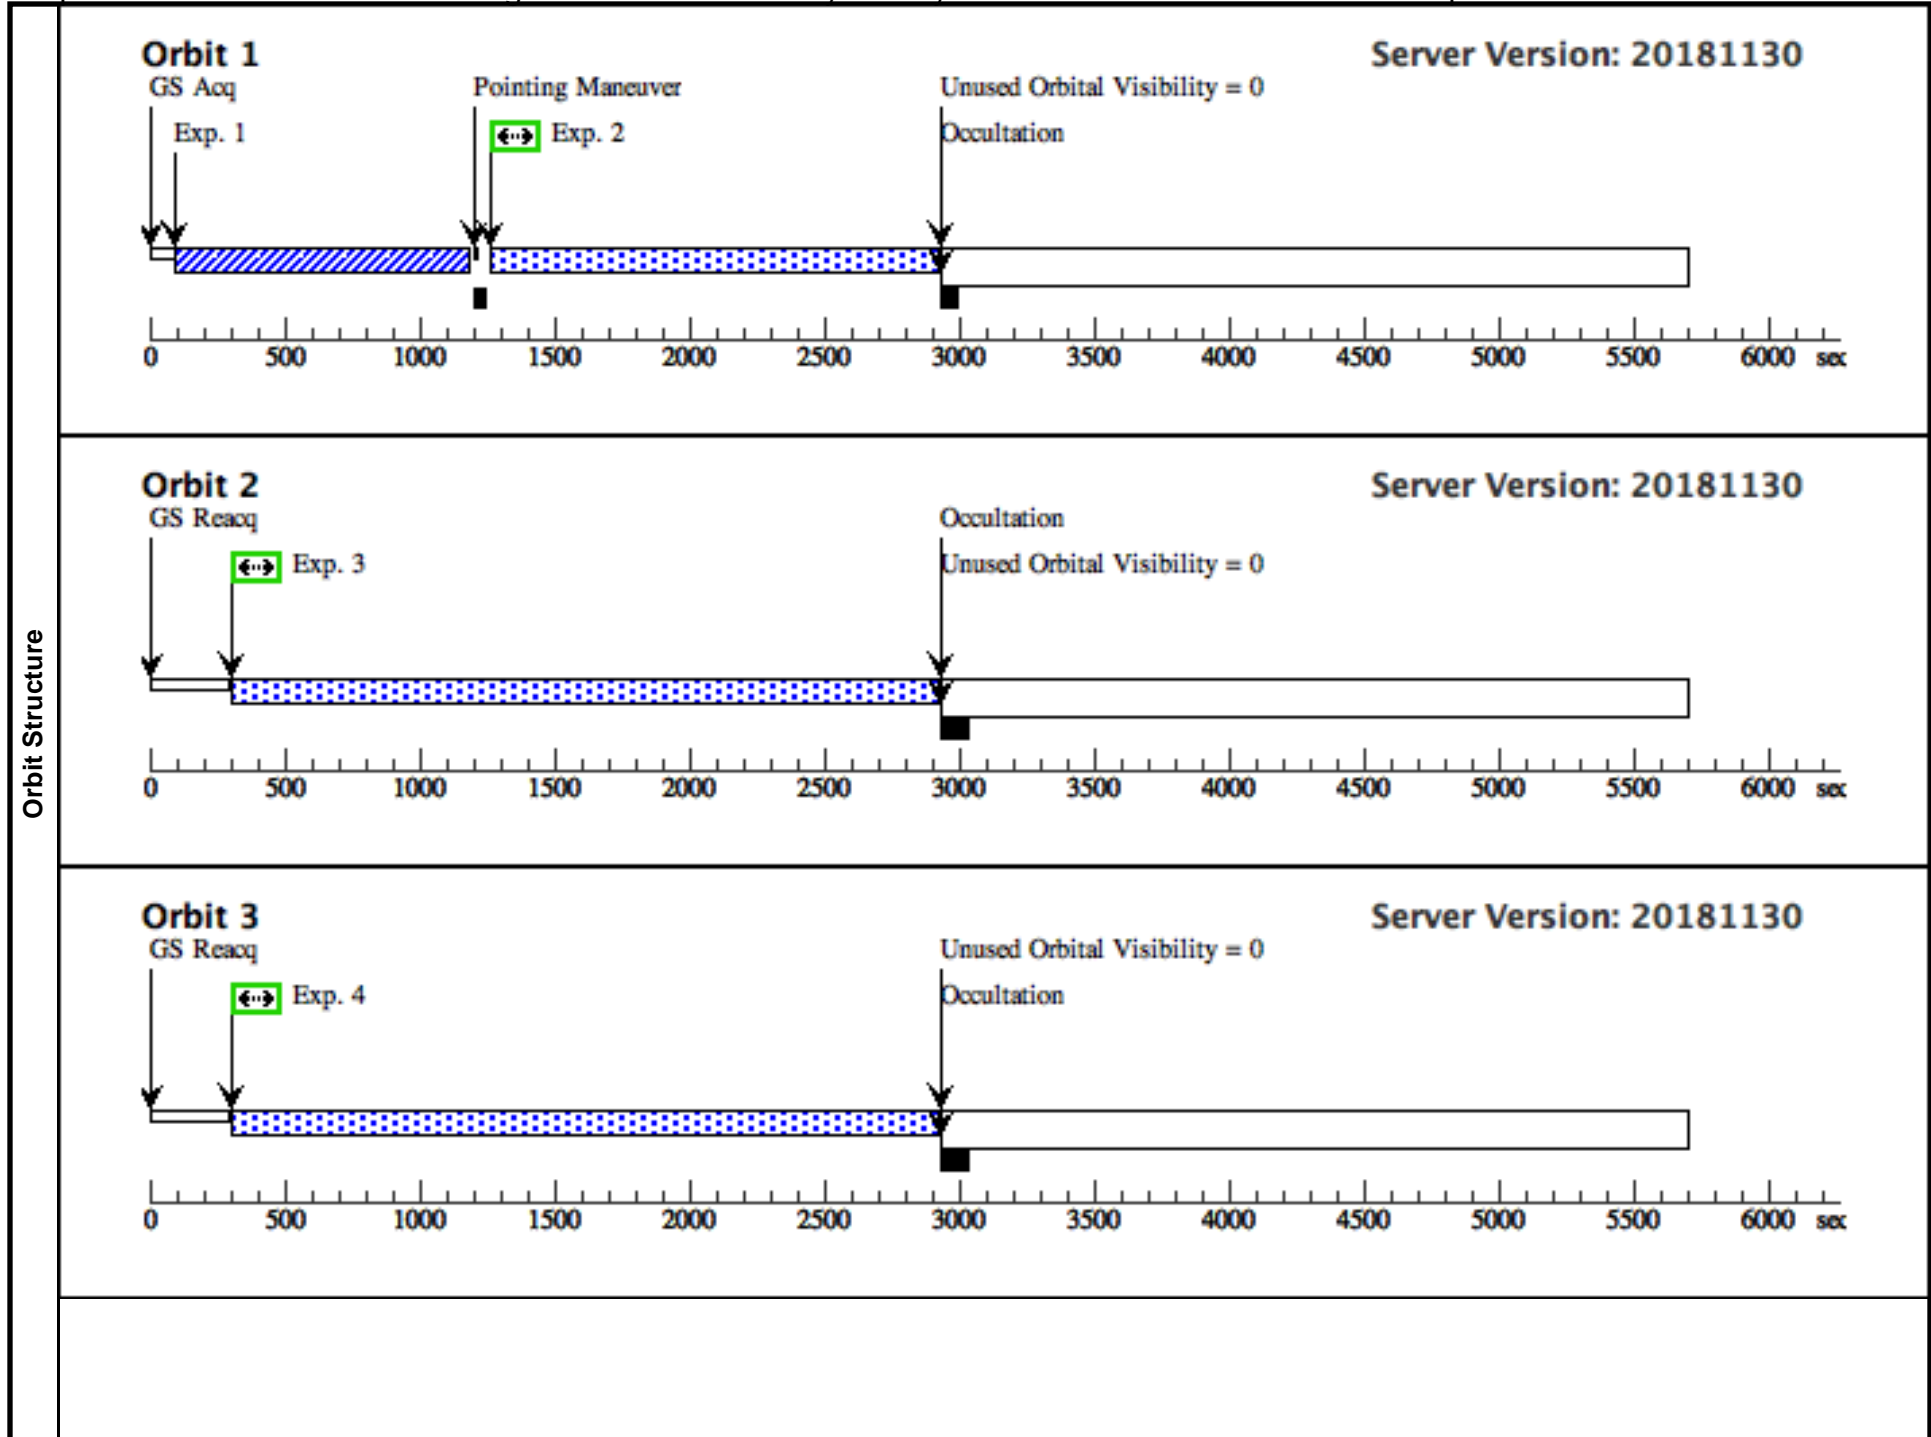 Orbit Structure
Orbit 1 Server Version: 20181130
GS Acq Pointing Maneuver Unused Orbital Visibility = 0
Exp. 1 Exp. 2 Occultation
0 500 1000 1500 2000 2500 3000 3500 4000 4500 5000 5500 6000 sec
Orbit 2 Server Version: 20181130
GS Reacq Occultation
Exp. 3 Unused Orbital Visibility = 0
0 500 1000 1500 2000 2500 3000 3500 4000 4500 5000 5500 6000 sec
Orbit 3 Server Version: 20181130
GS Reacq Unused Orbital Visibility = 0
Exp. 4 Occultation
0 500 1000 1500 2000 2500 3000 3500 4000 4500 5000 5500 6000 sec